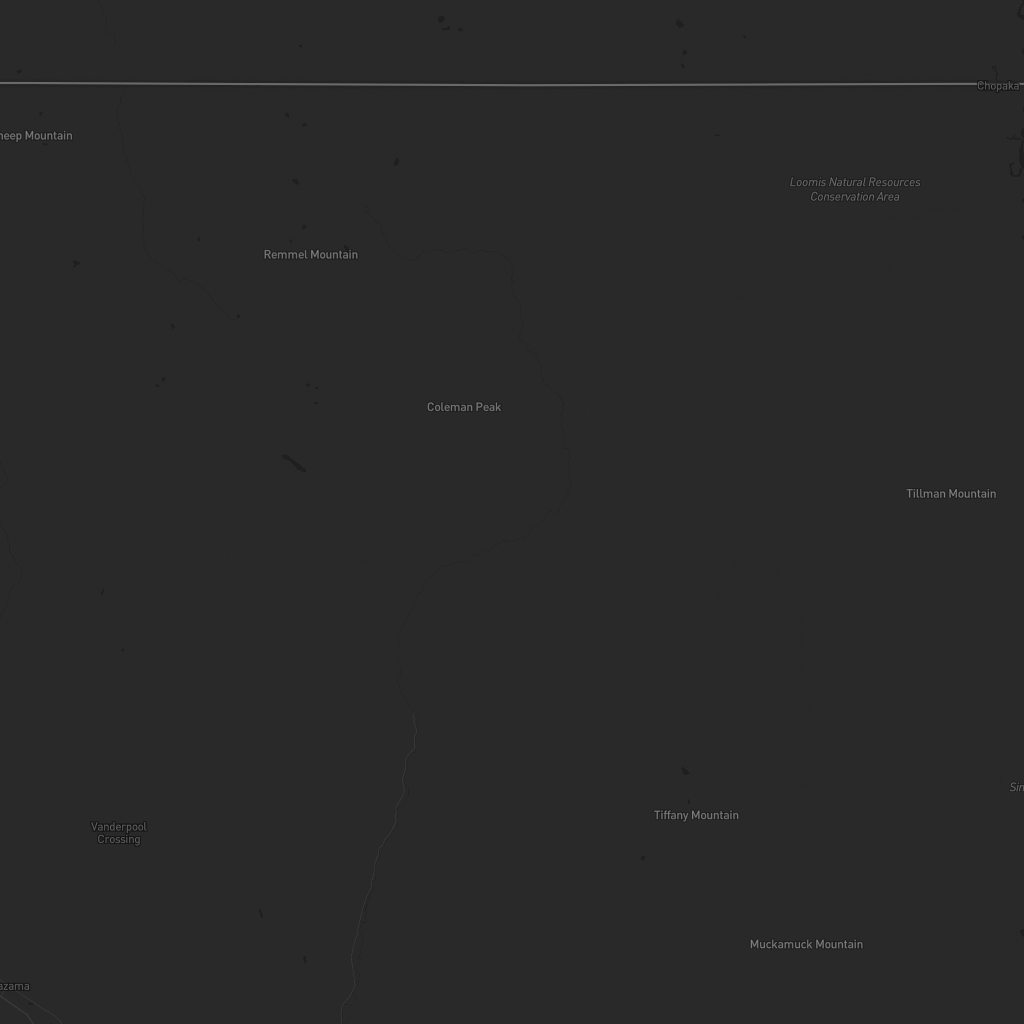 Chopaka
heep Mountain
Loomis Natural Resources
Conservation Area
Remmel Mountain
Coleman Peak
Tillman Mountain
Sin
Tiffany Mountain
Vanderpool
Crossing
Muckamuck Mountain
azama